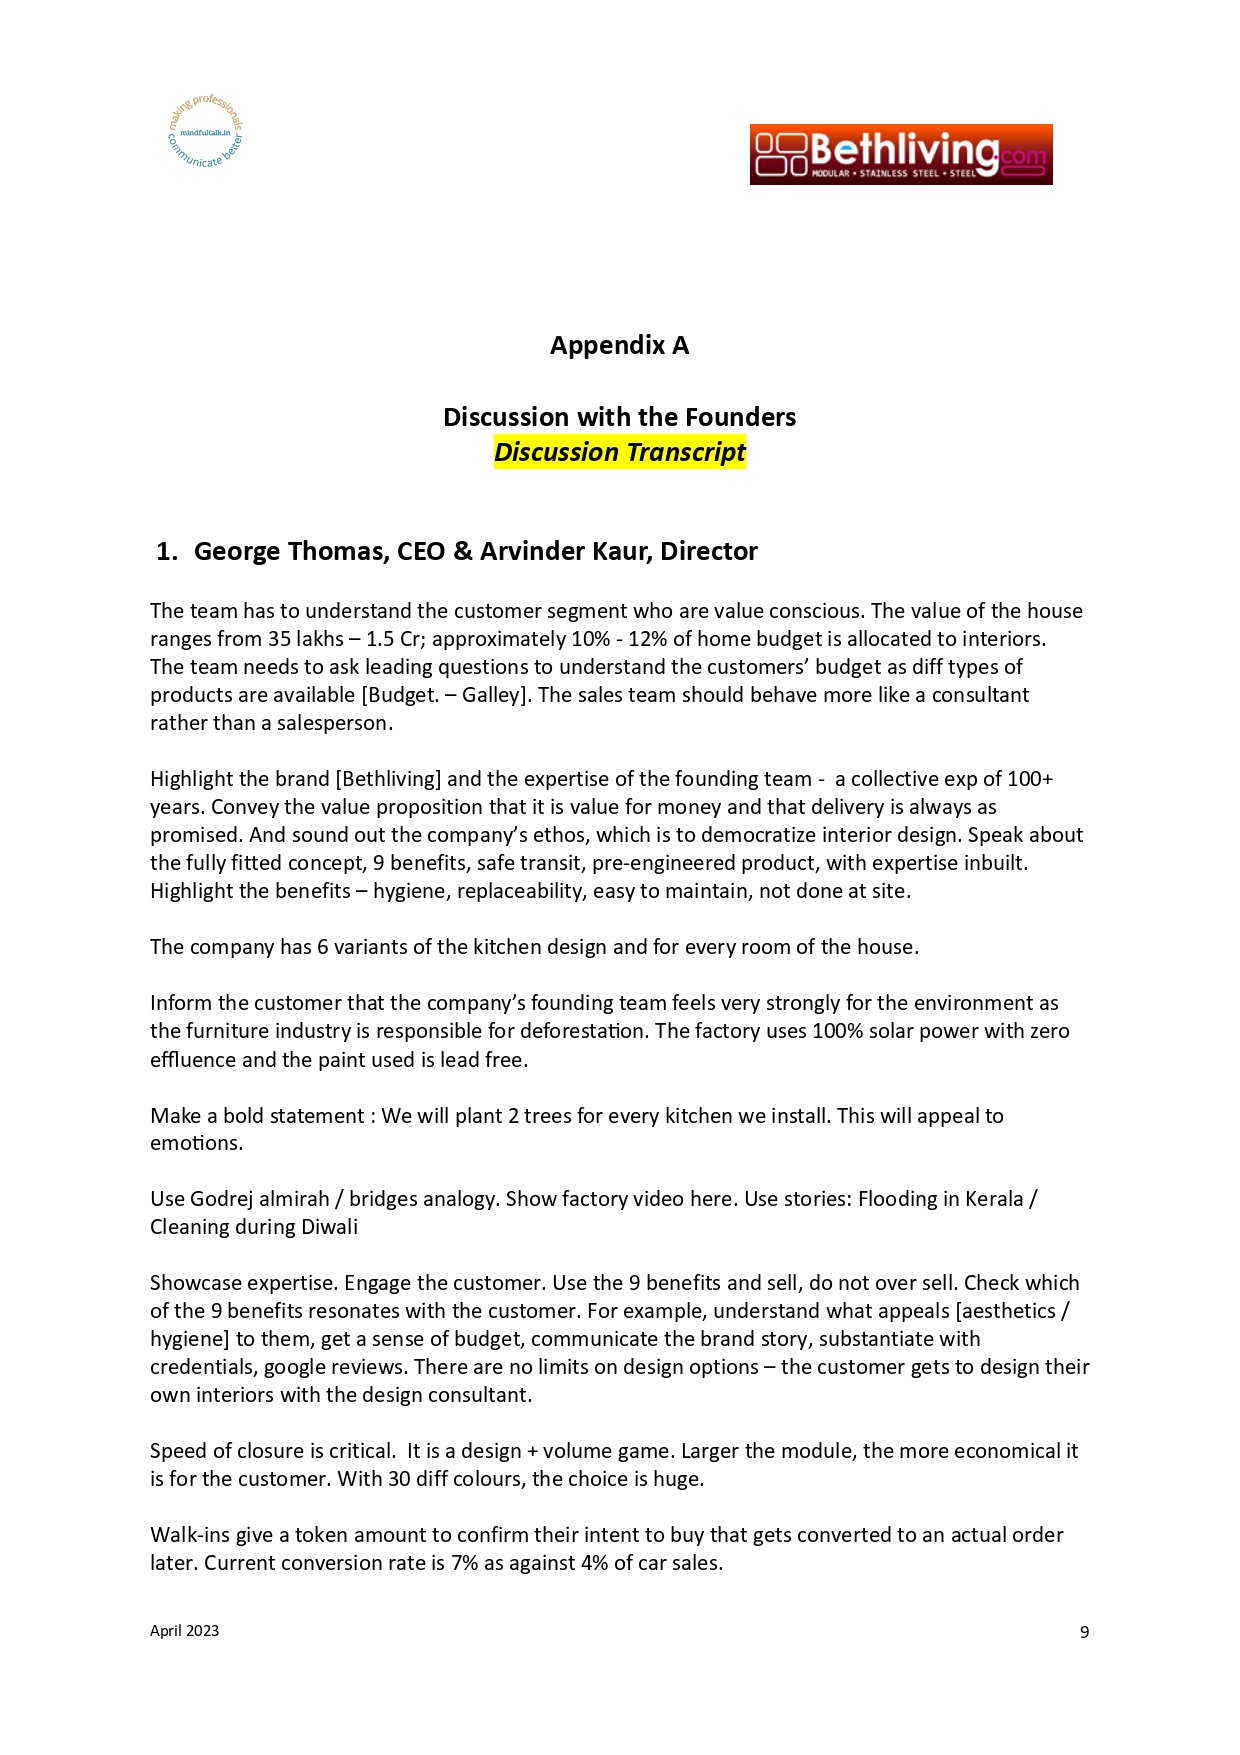 making professionals
mindfultalk.in
communicate better
Bethliving.com
MODULAR • STAINLESS STEEL • STEEL
Appendix A
Discussion with the Founders
Discussion Transcript
1. George Thomas, CEO & Arvinder Kaur, Director
The team has to understand the customer segment who are value conscious. The value of the house
ranges from 35 lakhs – 1.5 Cr; approximately 10% - 12% of home budget is allocated to interiors.
The team needs to ask leading questions to understand the customers’ budget as diff types of
products are available [Budget. – Galley]. The sales team should behave more like a consultant
rather than a salesperson.
Highlight the brand [Bethliving] and the expertise of the founding team -  a collective exp of 100+
years. Convey the value proposition that it is value for money and that delivery is always as
promised. And sound out the company’s ethos, which is to democratize interior design. Speak about
the fully fitted concept, 9 benefits, safe transit, pre-engineered product, with expertise inbuilt.
Highlight the benefits – hygiene, replaceability, easy to maintain, not done at site.
The company has 6 variants of the kitchen design and for every room of the house.
Inform the customer that the company’s founding team feels very strongly for the environment as
the furniture industry is responsible for deforestation. The factory uses 100% solar power with zero
effluence and the paint used is lead free.
Make a bold statement : We will plant 2 trees for every kitchen we install. This will appeal to
emotions.
Use Godrej almirah / bridges analogy. Show factory video here. Use stories: Flooding in Kerala /
Cleaning during Diwali
Showcase expertise. Engage the customer. Use the 9 benefits and sell, do not over sell. Check which
of the 9 benefits resonates with the customer. For example, understand what appeals [aesthetics /
hygiene] to them, get a sense of budget, communicate the brand story, substantiate with
credentials, google reviews. There are no limits on design options – the customer gets to design their
own interiors with the design consultant.
Speed of closure is critical.  It is a design + volume game. Larger the module, the more economical it
is for the customer. With 30 diff colours, the choice is huge.
Walk-ins give a token amount to confirm their intent to buy that gets converted to an actual order
later. Current conversion rate is 7% as against 4% of car sales.
April 2023
9